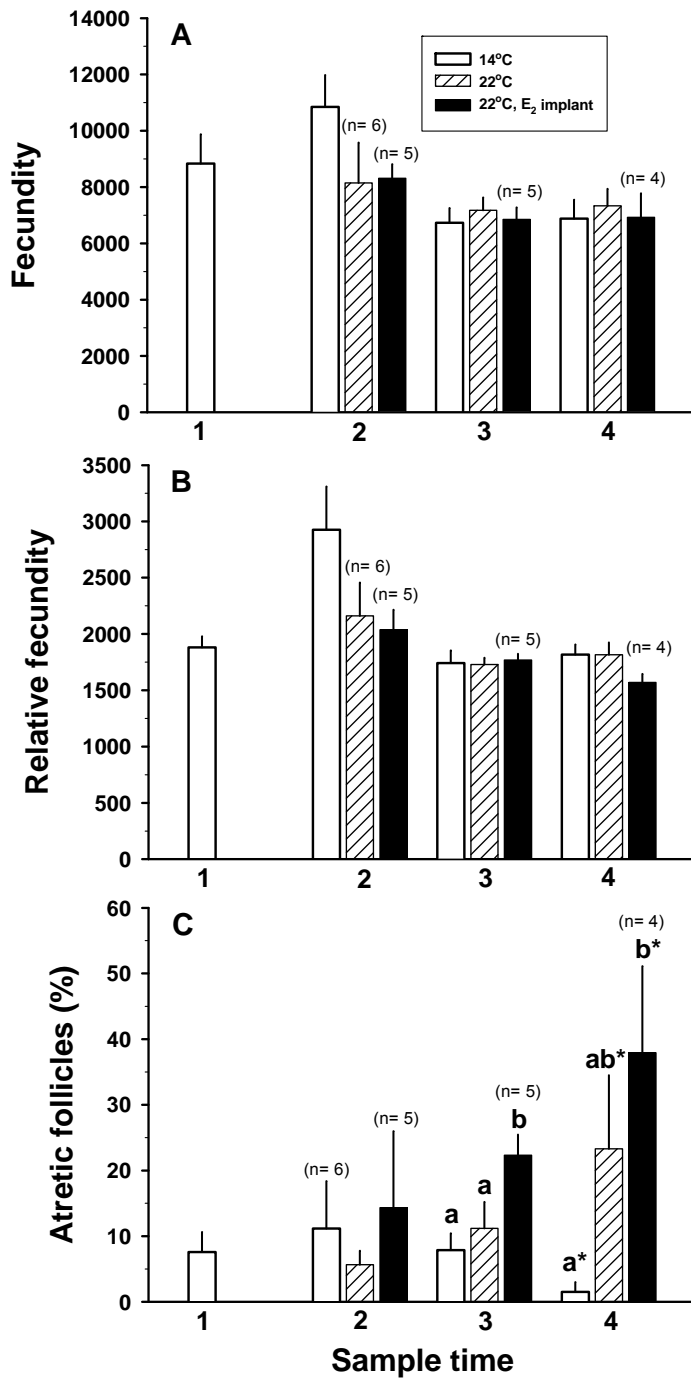 A
14°C
22°C
22°C, E₂ implant
14000
12000
10000
8000
6000
4000
2000
0
Fecundity
(n= 6)
(n= 5)
(n= 5)
(n= 4)
1 2 3 4
B
3500
3000
2500
2000
1500
1000
500
0
Relative fecundity
(n= 6)
(n= 5)
(n= 5)
(n= 4)
1 2 3 4
C
60
50
40
30
20
10
0
Atretic follicles (%)
(n= 6)
(n= 5)
a
a
(n= 5)
b
a*
ab*
(n= 4)
b*
1 2 3 4
Sample time